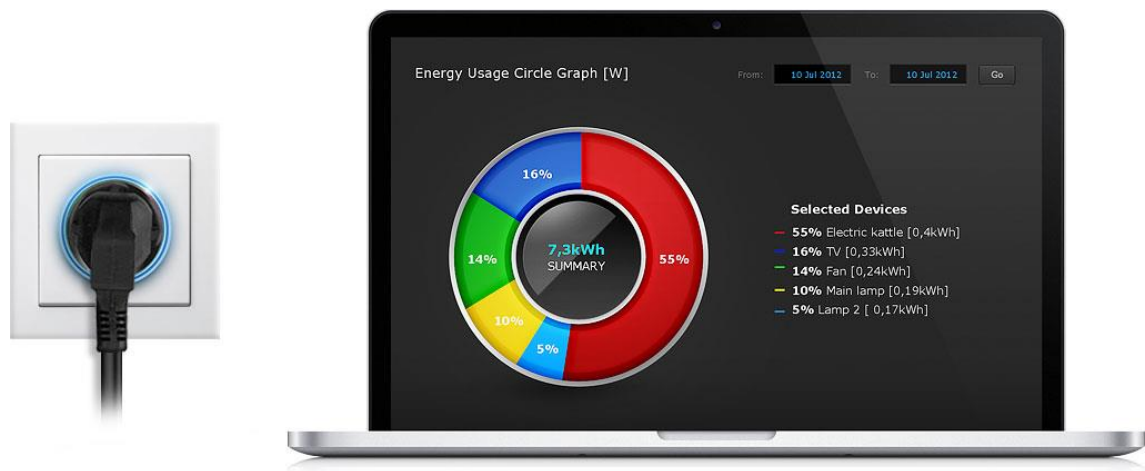 Energy Usage Circle Graph [W]
From: 10 Jul 2012 To: 10 Jul 2012 Go
16%
14%
55%
10%
5%
7,3kWh
SUMMARY
Selected Devices
55% Electric kattle [0,4kWh]
16% TV [0,33kWh]
14% Fan [0,24kWh]
10% Main lamp [0,19kWh]
5% Lamp 2 [ 0,17kWh]